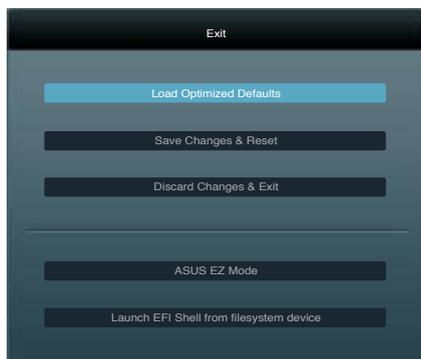 Exit
Load Optimized Defaults
Save Changes & Reset
Discard Changes & Exit
ASUS EZ Mode
Launch EFI Shell from filesystem device